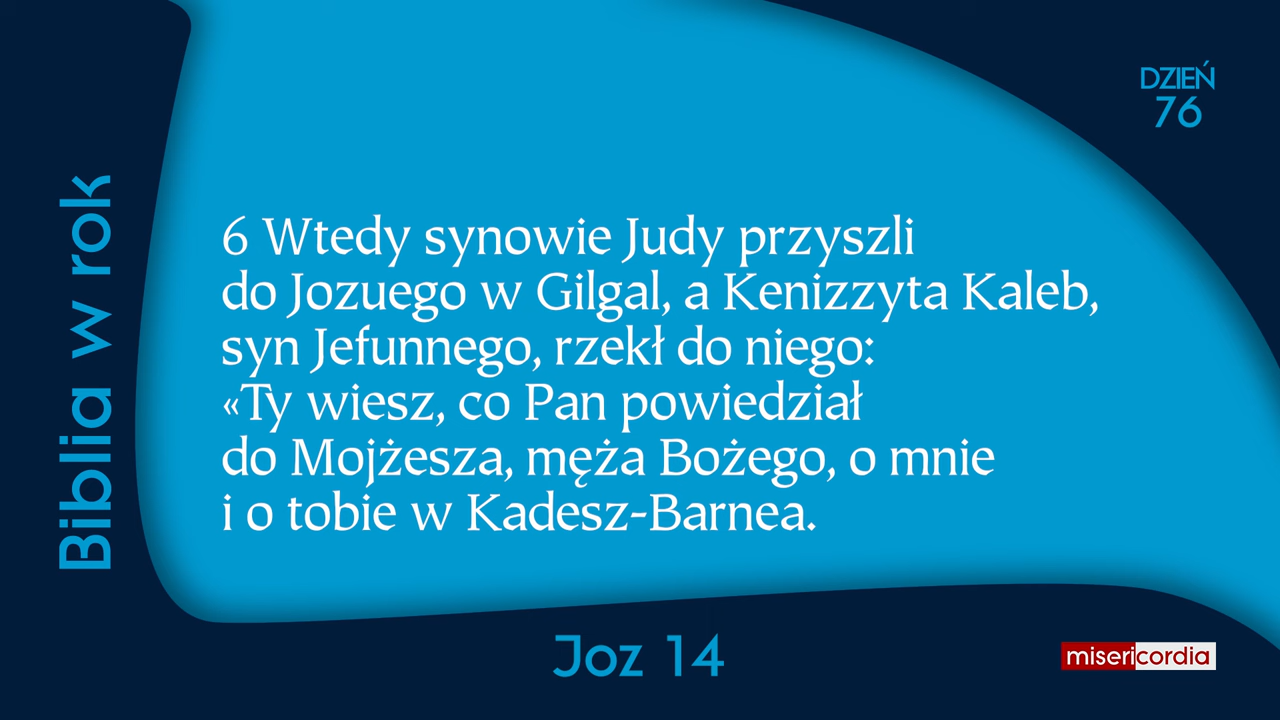 DZIEŃ
76
Biblia w rok
6 Wtedy synowie Judy przyszli
do Jozuego w Gilgal, a Kenizzyta Kaleb,
syn Jefunnego, rzekł do niego:
«Ty wiesz, co Pan powiedział
do Mojżesza, męża Bożego, o mnie
i o tobie w Kadesz-Barnea.
Joz 14
misericordia